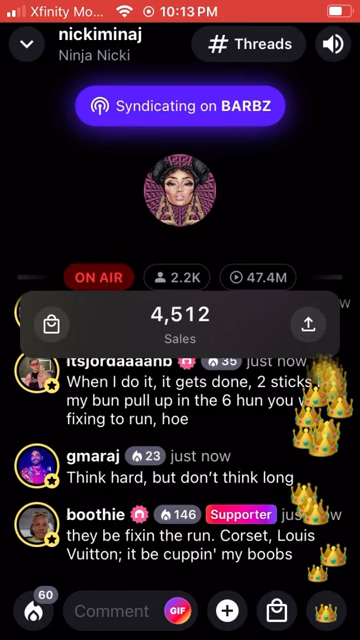 Xfinity Mo...
10:13 PM
nickiminaj
Ninja Nicki
# Threads
Syndicating on BARBZ
ON AIR
2.2K
47.4M
4,512
Sales
itsjordaaaanb 35 just now
When I do it, it gets done, 2 sticks,
my bun pull up in the 6 hun you
fixing to run, hoe
gmaraj 23 just now
Think hard, but don't think long
boothie 146 Supporter just now
they be fixin the run. Corset, Louis
Vuitton; it be cuppin' my boobs
60
Comment
GIF